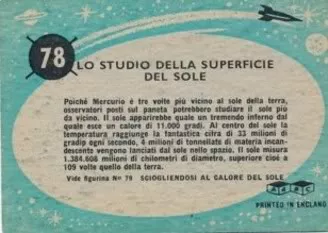 78
LO STUDIO DELLA SUPERFICIE
DEL SOLE
Poiché Mercurio è tre volte più vicino al sole della terra,
osservatori posti sul paneta potrebbero studiare il sole più
da vicino. Il sole apparirebbe quale un tremendo inferno dal
quale esce un calore di 11.000 gradi. Al centro del sole la
temperatura raggiunge la fantastica cifra di 33 milioni di
gradip ogni secondo, 4 milioni di tonnellate di materia incan-
descente vengono lanciati dal sole nello spazio. Il sole misura
1.384.608 milioni di chilometri di diametro, superiore cioè a
109 volte quello della terra.
Vide figurina No 79 SCIOGLIENDOSI AL CALORE DEL SOLE
PRINTED IN ENGLAND